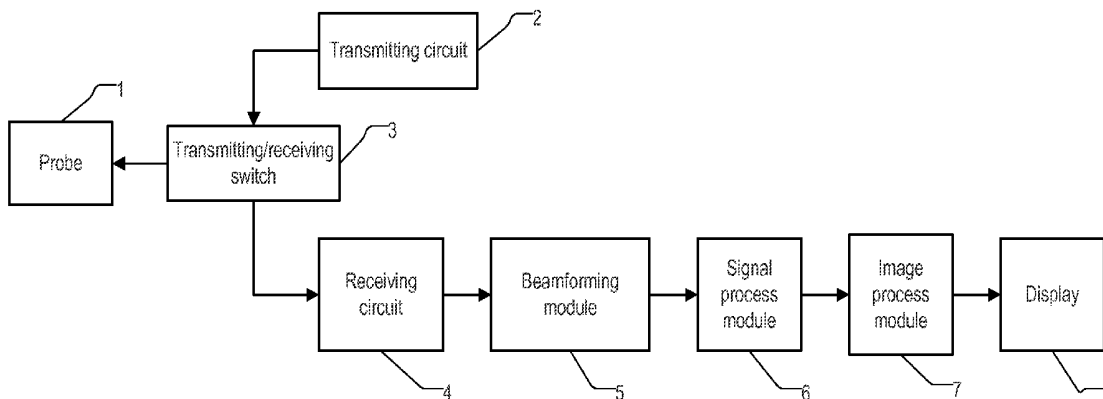 2
Transmitting circuit
1
3
Probe
Transmitting/receiving
switch
Receiving
circuit
Beamforming
module
Signal
process
module
Image
process
module
Display
4
5
6
7